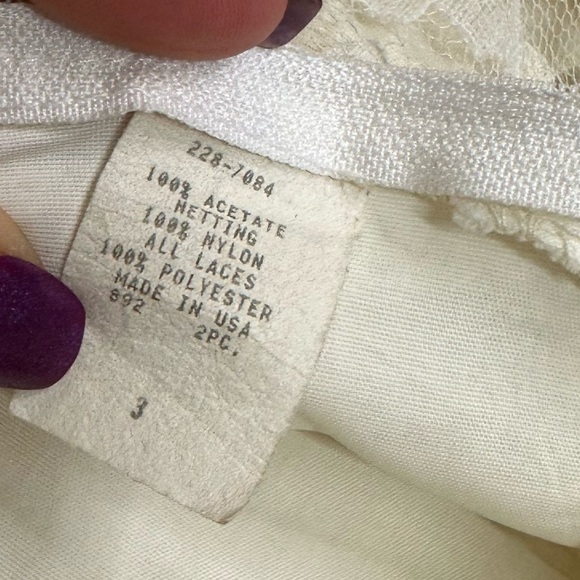 228-7084
100% ACETATE
NETTING
100% NYLON
ALL LACES
100% POLYESTER
MADE IN USA
892 2PC.
3